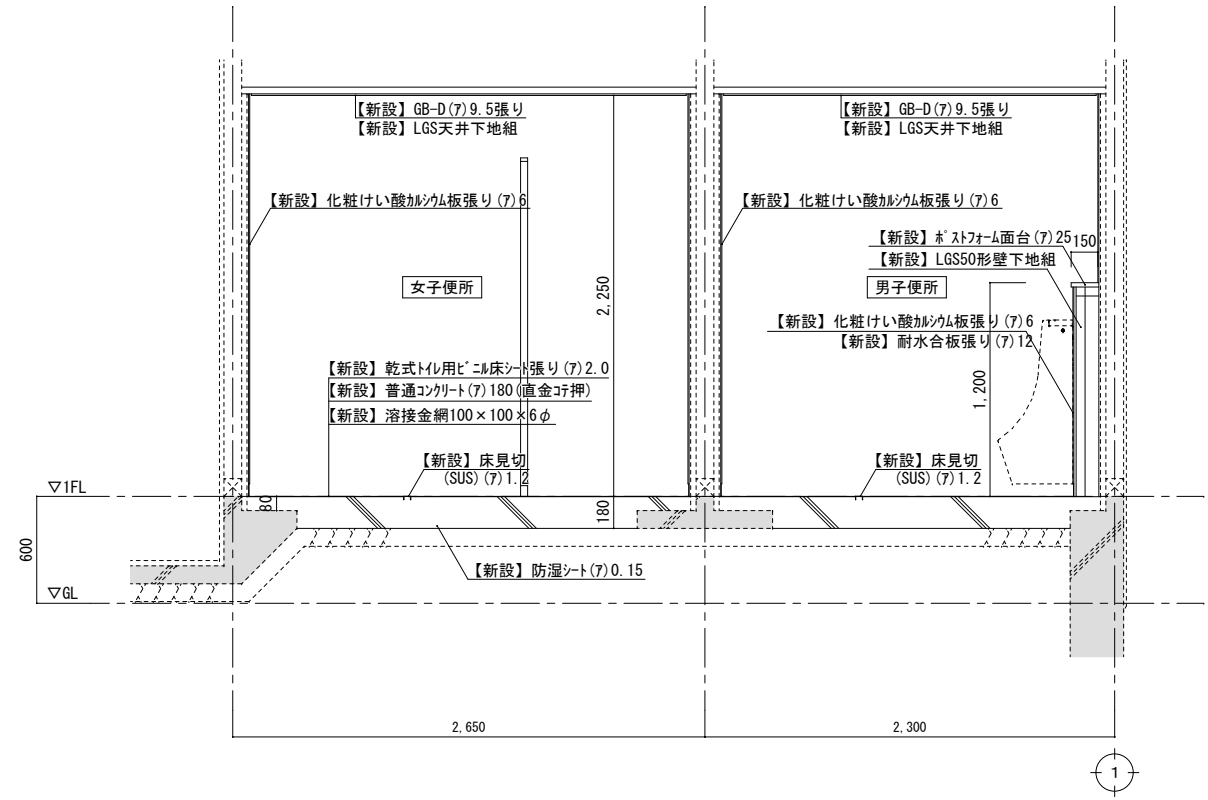 【新設】GB-D(ｱ)9.5張り
【新設】LGS天井下地組
【新設】GB-D(ｱ)9.5張り
【新設】LGS天井下地組
【新設】化粧けい酸ｶﾙｼｳﾑ板張り(ｱ)6
【新設】化粧けい酸ｶﾙｼｳﾑ板張り(ｱ)6
【新設】ﾎﾟｽﾄﾌｫｰﾑ面台(ｱ)25
150
【新設】LGS50形壁下地組
女子便所
2,250
男子便所
【新設】化粧けい酸ｶﾙｼｳﾑ板張り(ｱ)6
【新設】耐水合板張り(ｱ)12
1,200
【新設】乾式ﾄｲﾚ用ﾋﾞﾆﾙ床ｼｰﾄ張り(ｱ)2.0
【新設】普通ｺﾝｸﾘｰﾄ(ｱ)180(直金ｺﾃ押)
【新設】溶接金網100×100×6φ
【新設】床見切
(SUS)(ｱ)1.2
【新設】床見切
(SUS)(ｱ)1.2
▽1FL
80
180
600
【新設】防湿ｼｰﾄ(ｱ)0.15
▽GL
2,650
2,300
1